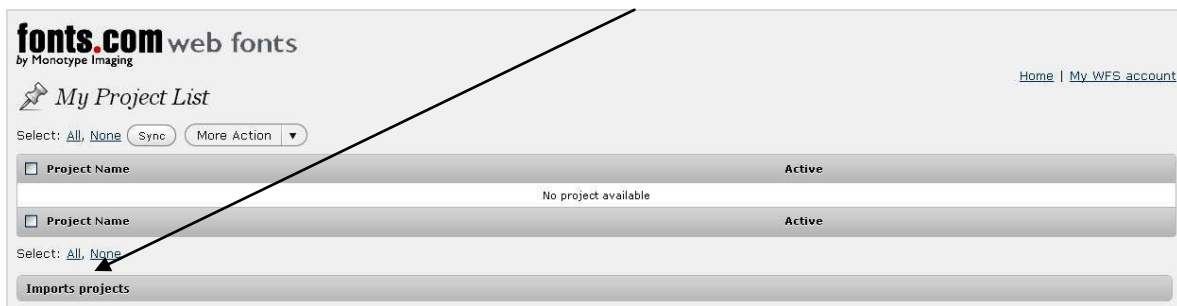 fonts.com web fonts
by Monotype Imaging
Home | My WFS account
My Project List
Select: All, None Sync More Action
Project Name Active
No project available
Project Name Active
Select: All, None
Imports projects